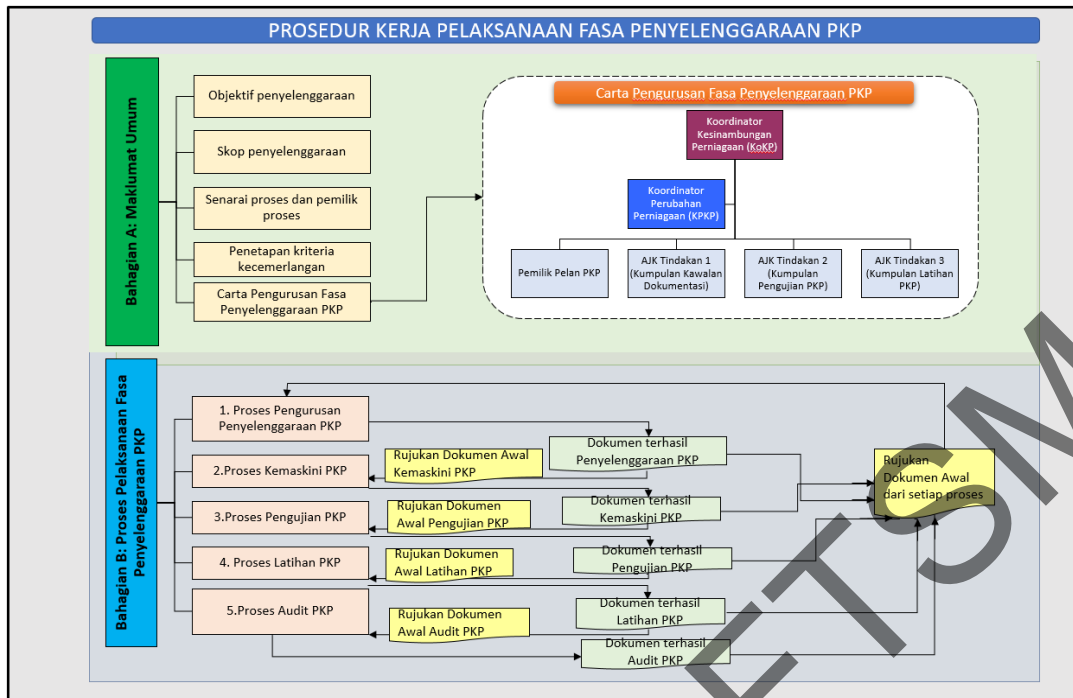 PROSEDUR KERJA PELAKSANAAN FASA PENYELENGGARAAN PKP
Bahagian A: Maklumat Umum
Objektif penyelenggaraan
Skop penyelenggaraan
Senarai proses dan pemilik
proses
Penetapan kriteria
kecemerlangan
Carta Pengurusan Fasa
Penyelenggaraan PKP
Carta Pengurusan Fasa Penyelenggaraan PKP
Koordinator
Kesinambungan
Perniagaan (KoKP)
Koordinator
Perubahan
Perniagaan (KPKP)
Pemilik Pelan PKP
AJK Tindakan 1
(Kumpulan Kawalan
Dokumentasi)
AJK Tindakan 2
(Kumpulan
Pengujian PKP)
AJK Tindakan 3
(Kumpulan Latihan
PKP)
Bahagian B: Proses Pelaksanaan Fasa
Penyelenggaraan PKP
1. Proses Pengurusan
Penyelenggaraan PKP
2.Proses Kemaskini PKP
3.Proses Pengujian PKP
4. Proses Latihan PKP
5.Proses Audit PKP
Rujukan Dokumen Awal
Kemaskini PKP
Rujukan Dokumen
Awal Pengujian PKP
Rujukan Dokumen
Awal Latihan PKP
Rujukan Dokumen
Awal Audit PKP
Dokumen terhasil
Penyelenggaraan PKP
Dokumen terhasil
Kemaskini PKP
Dokumen terhasil
Pengujian PKP
Dokumen terhasil
Latihan PKP
Dokumen terhasil
Audit PKP
Rujukan
Dokumen Awal
dari setiap proses
ETSM